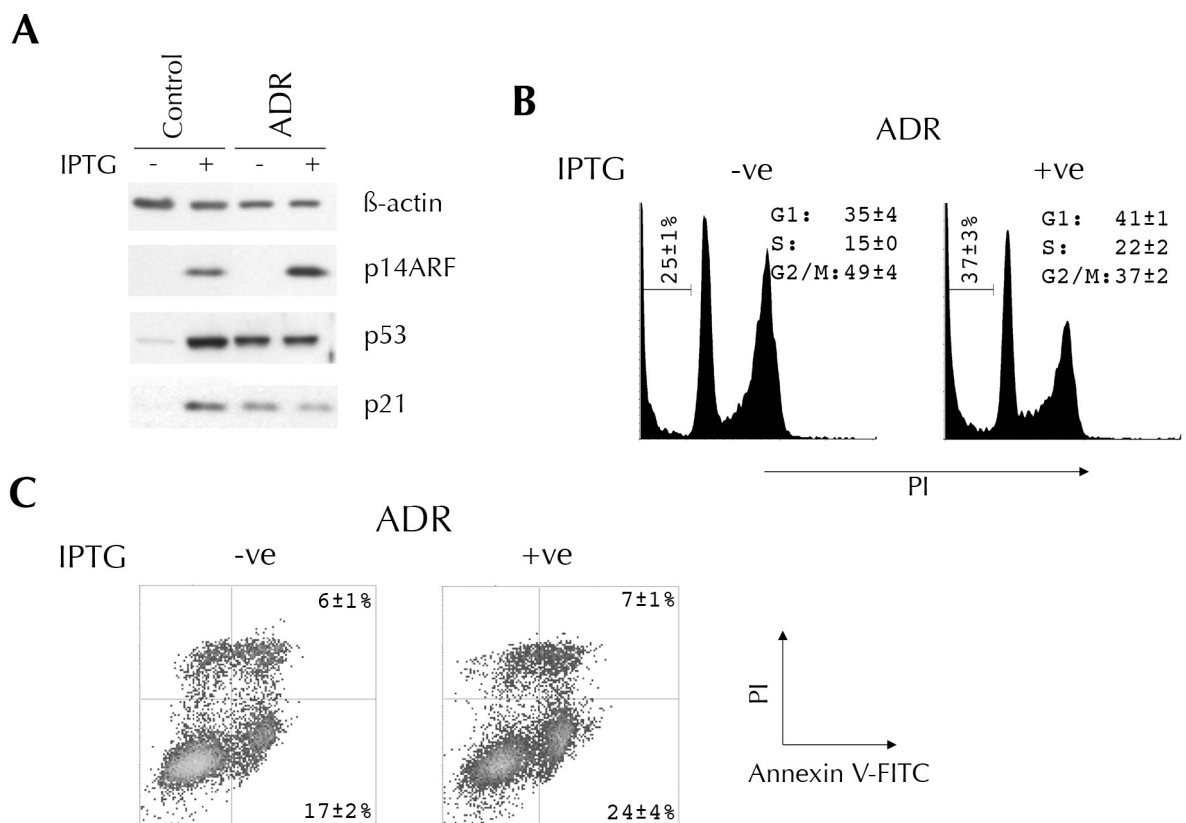 A
Control
ADR
IPTG - + - +
ß-actin
p14ARF
p53
p21
B
ADR
IPTG -ve +ve
25±1%
G1: 35±4
S: 15±0
G2/M:49±4
37±3%
G1: 41±1
S: 22±2
G2/M:37±2
PI
C
ADR
IPTG -ve +ve
6±1%
17±2%
7±1%
24±4%
PI
Annexin V-FITC